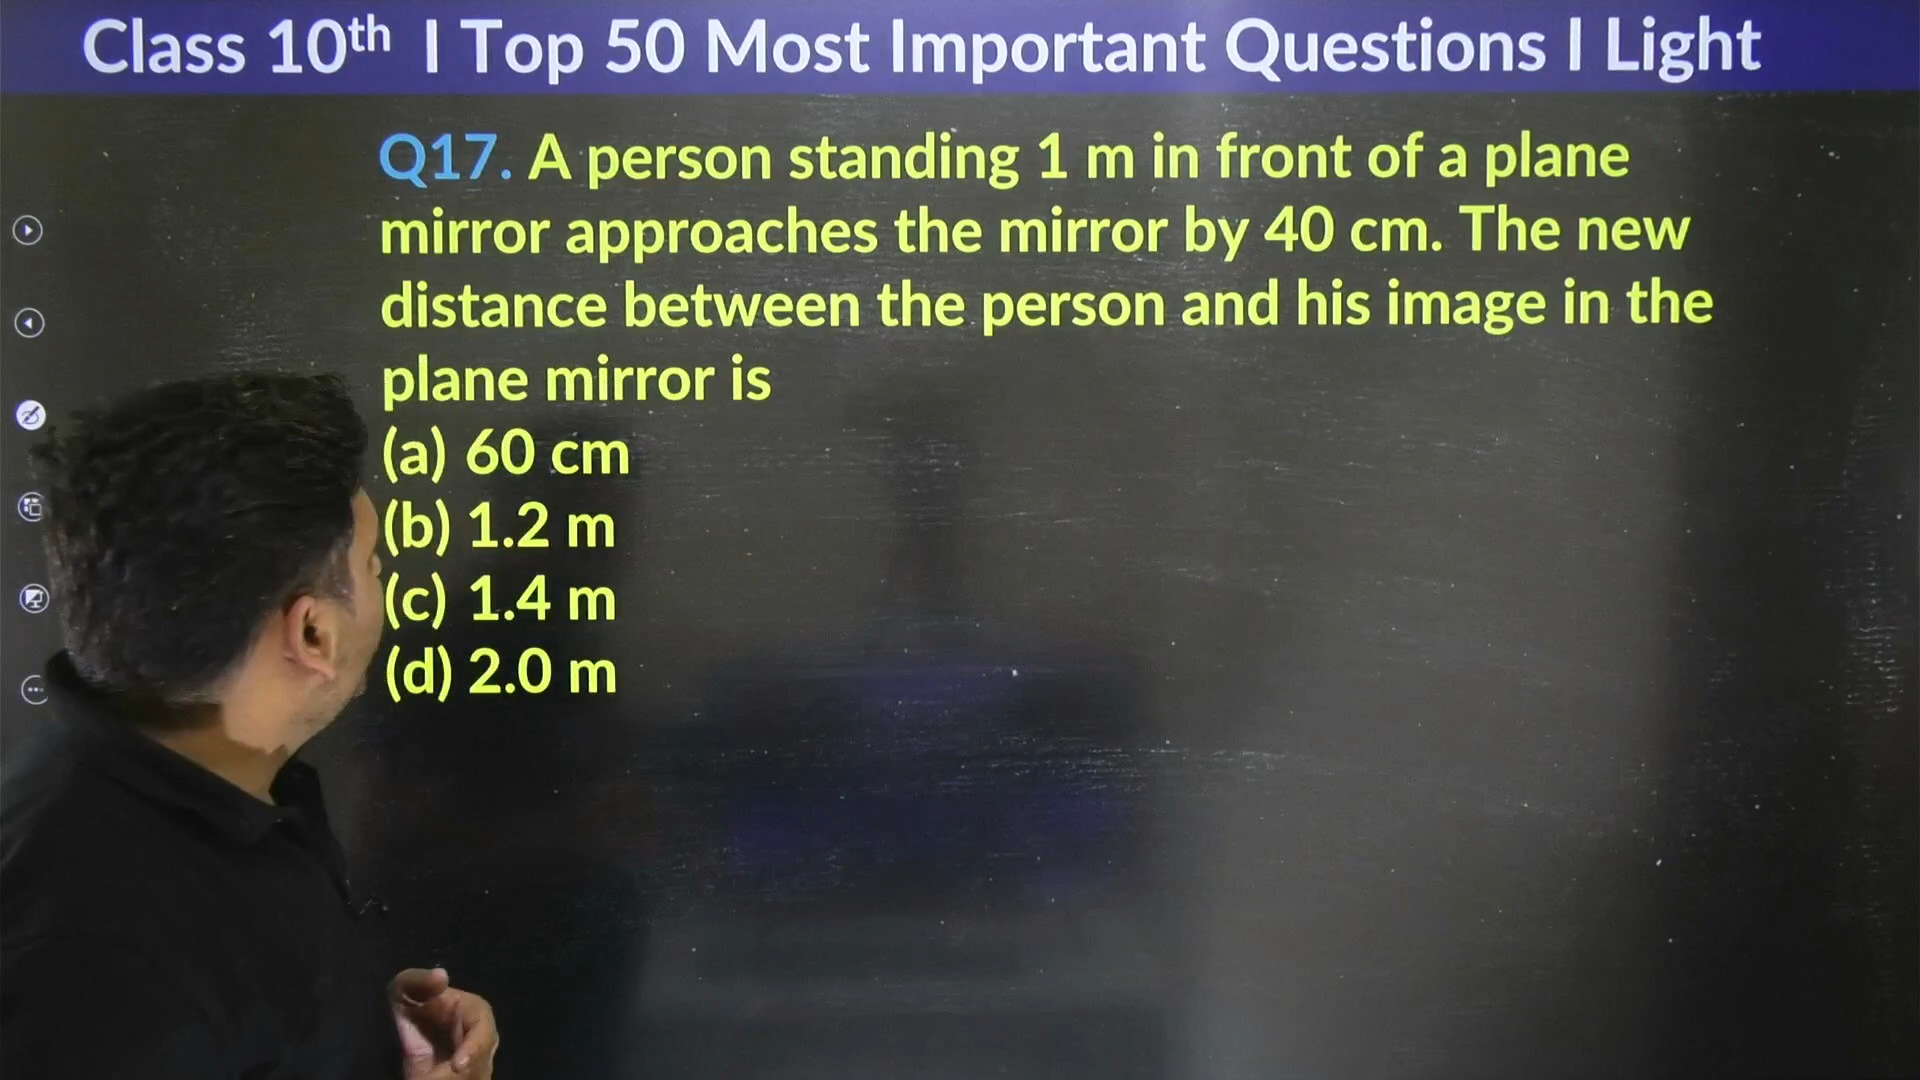 Class 10th I Top 50 Most Important Questions I Light
Q17. A person standing 1 m in front of a plane
mirror approaches the mirror by 40 cm. The new
distance between the person and his image in the
plane mirror is
(a) 60 cm
(b) 1.2 m
(c) 1.4 m
(d) 2.0 m